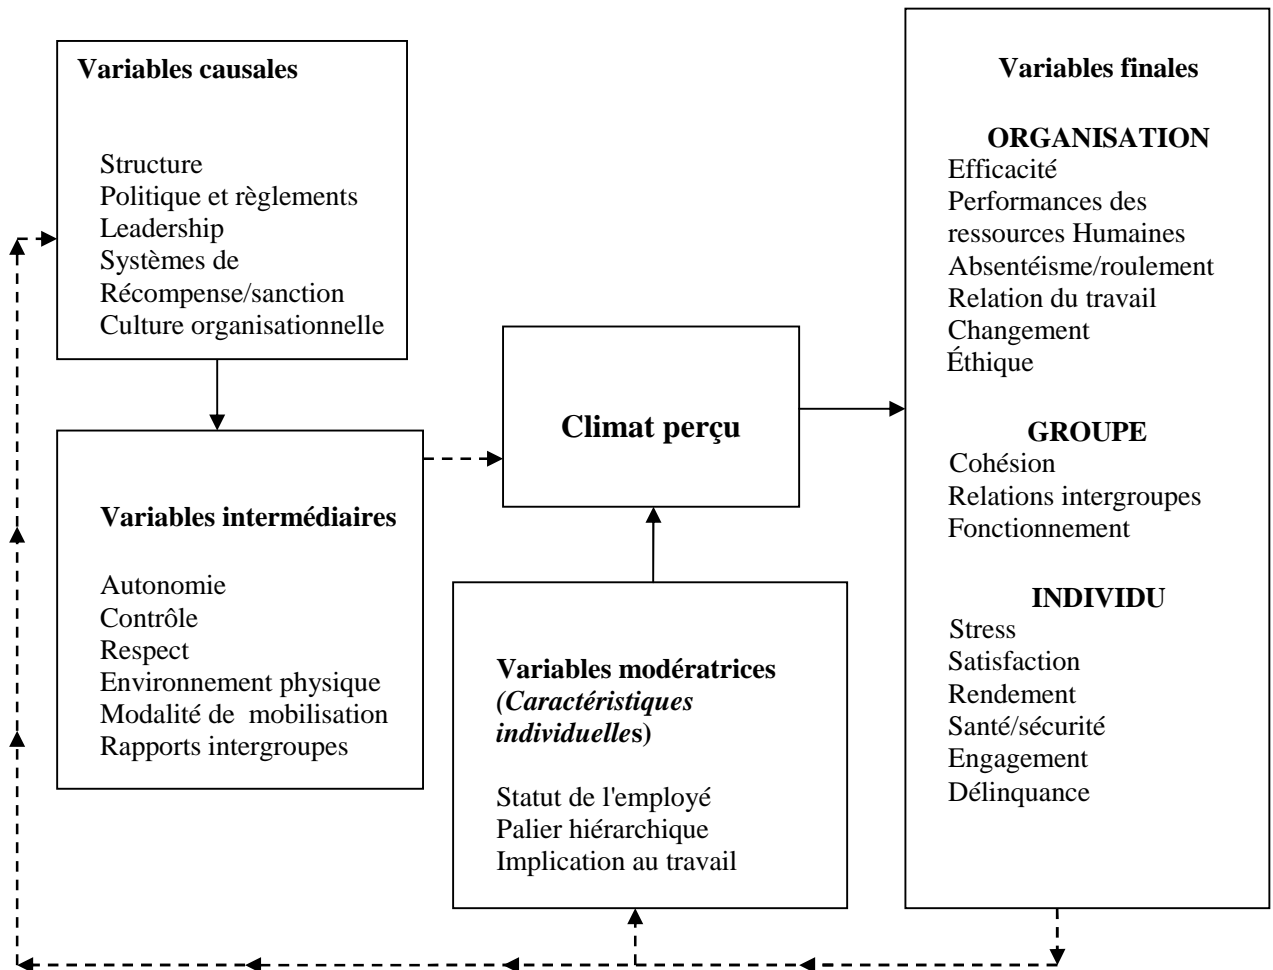 Variables causales
Structure
Politique et règlements
Leadership
Systèmes de
Récompense/sanction
Culture organisationnelle
Variables intermédiaires
Autonomie
Contrôle
Respect
Environnement physique
Modalité de mobilisation
Rapports intergroupes
Climat perçu
Variables modératrices
(Caractéristiques
individuelles)
Statut de l'employé
Palier hiérarchique
Implication au travail
Variables finales
ORGANISATION
Efficacité
Performances des
ressources Humaines
Absentéisme/roulement
Relation du travail
Changement
Éthique
GROUPE
Cohésion
Relations intergroupes
Fonctionnement
INDIVIDU
Stress
Satisfaction
Rendement
Santé/sécurité
Engagement
Délinquance